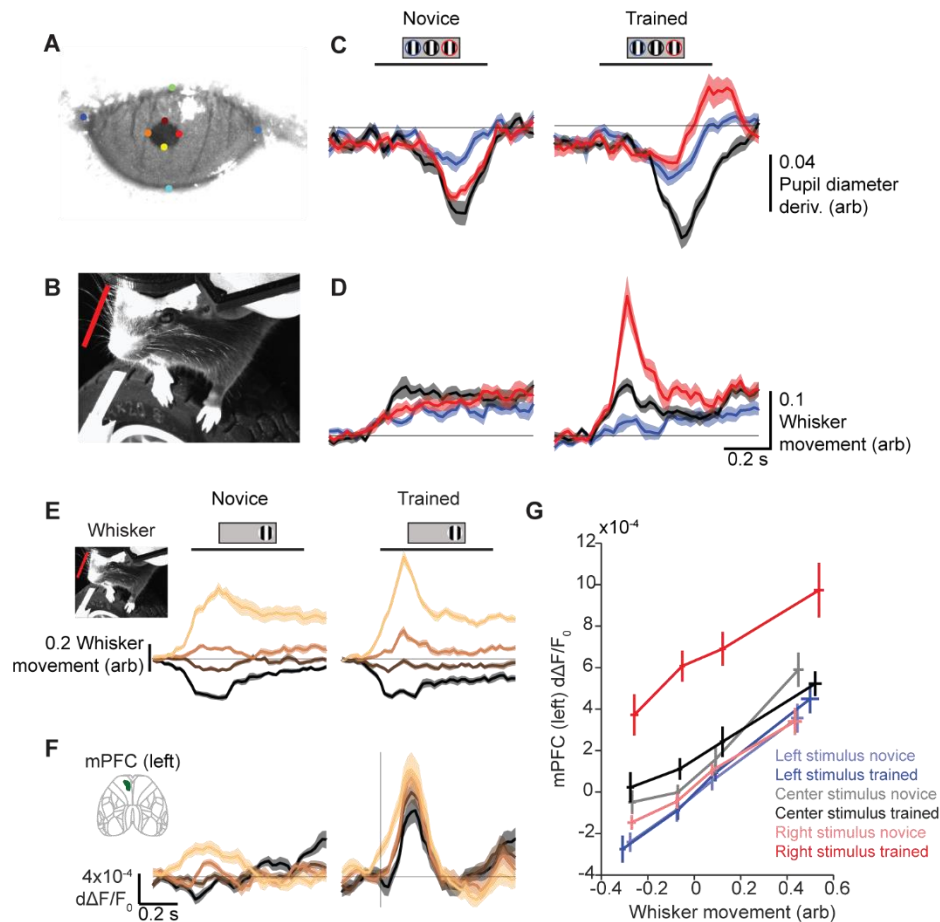 A
C
Novice
Trained
0.04
Pupil diameter
deriv. (arb)
B
D
0.1
Whisker
movement (arb)
0.2 s
E
Novice
Trained
Whisker
0.2 Whisker
movement (arb)
F
mPFC (left)
4x10⁻⁴
dΔF/F₀
0.2 s
G
x10⁻⁴
12
10
8
6
4
2
0
-2
-4
mPFC (left) dΔF/F₀
-0.4
-0.2
0
0.2
0.4
0.6
Whisker movement (arb)
Left stimulus novice
Left stimulus trained
Center stimulus novice
Center stimulus trained
Right stimulus novice
Right stimulus trained